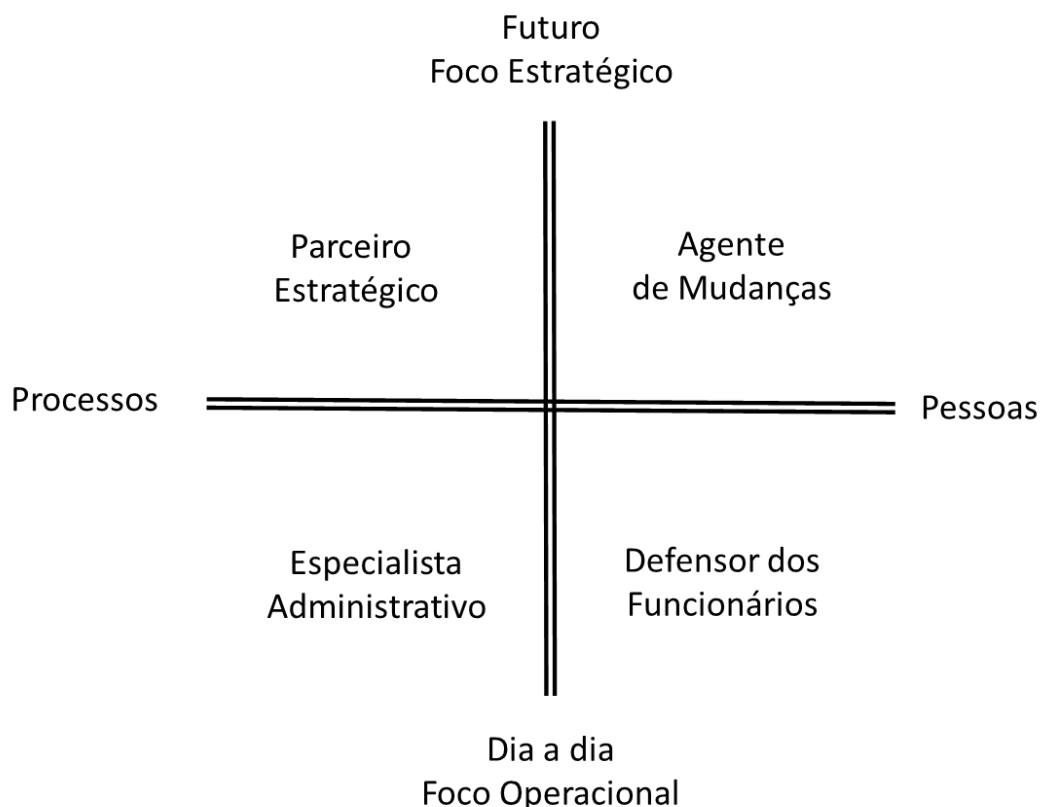 Futuro
Foco Estratégico
Parceiro
Estratégico
Agente
de Mudanças
Processos
Pessoas
Especialista
Administrativo
Defensor dos
Funcionários
Dia a dia
Foco Operacional